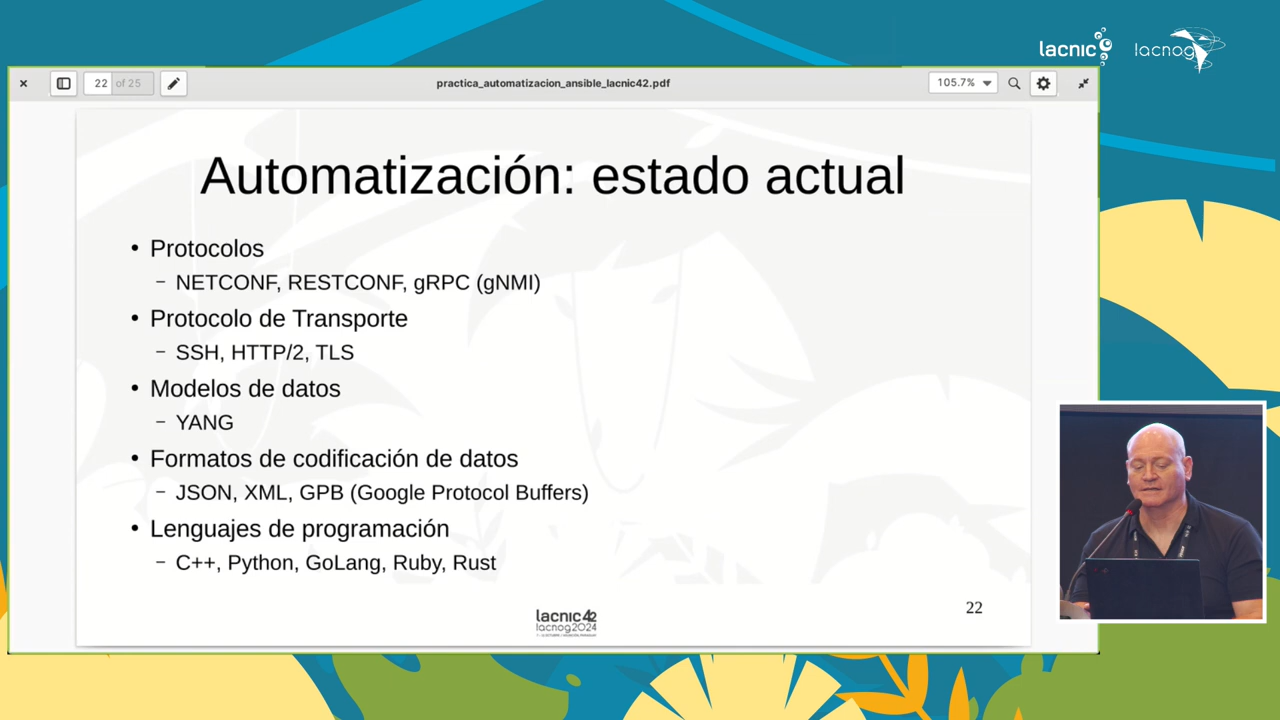 lacnic
lacnog
22 of 25
practica_automatizacion_ansible_lacnic42.pdf
105.7%
Automatización: estado actual
• Protocolos
– NETCONF, RESTCONF, gRPC (gNMI)
• Protocolo de Transporte
– SSH, HTTP/2, TLS
• Modelos de datos
– YANG
• Formatos de codificación de datos
– JSON, XML, GPB (Google Protocol Buffers)
• Lenguajes de programación
– C++, Python, GoLang, Ruby, Rust
lacnic42
lacnog2024
22